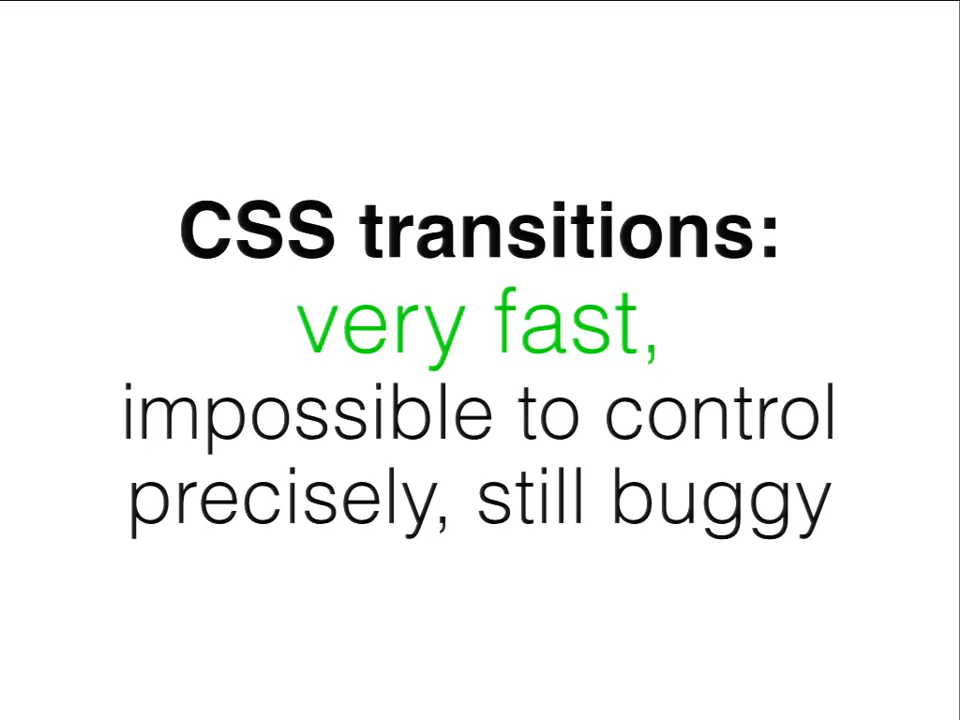 CSS transitions:
very fast,
impossible to control
precisely, still buggy